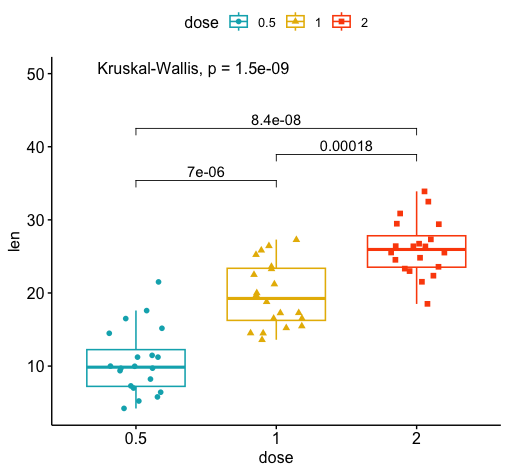 dose 0.5 1 2
Kruskal-Wallis, p = 1.5e-09
50
40
30
20
10
len
8.4e-08
0.00018
7e-06
0.5 1 2
dose